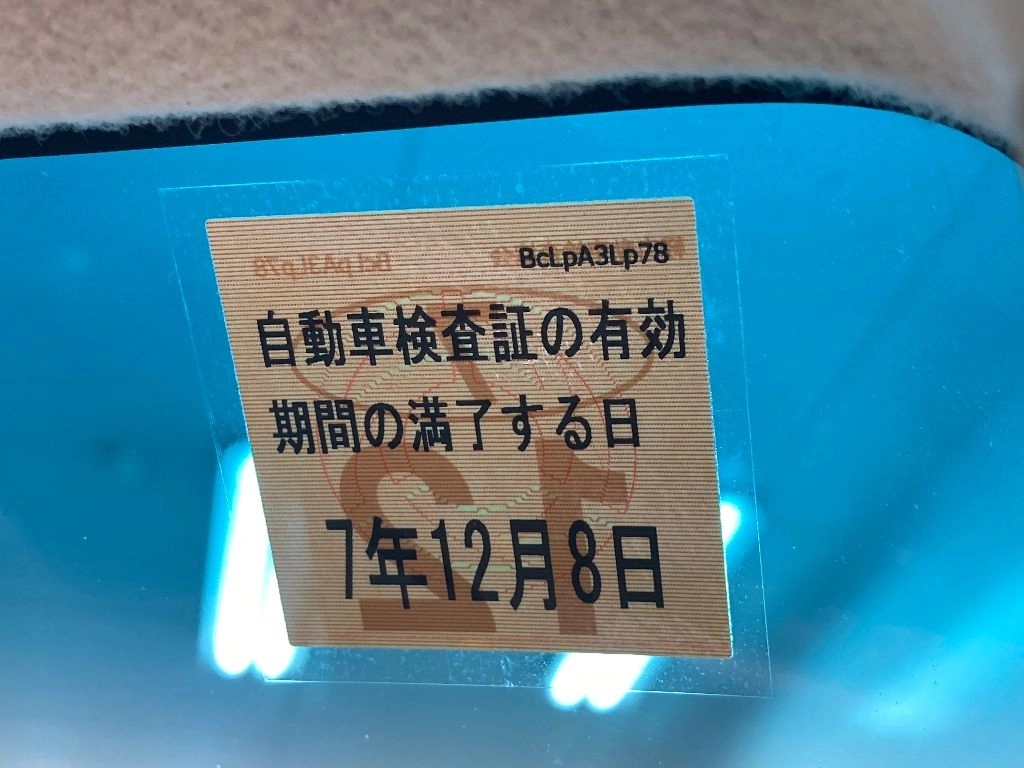 BcLpA3Lp78
自動車検査証の有効
期間の満了する日
7年12月8日